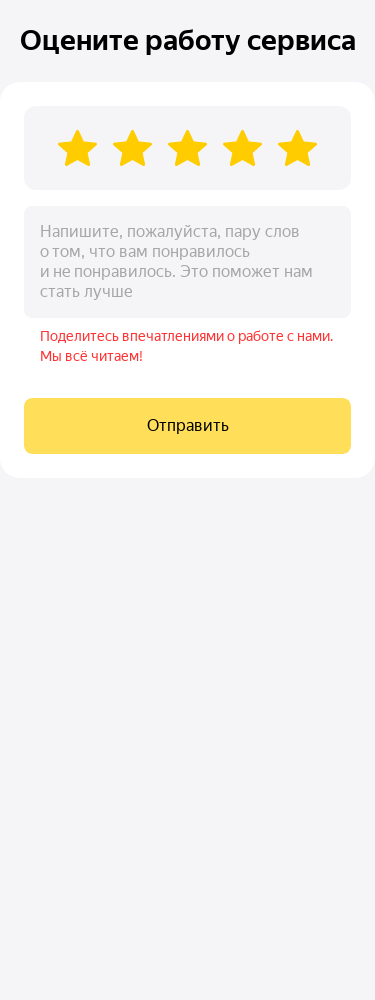 Оцените работу сервиса
Напишите, пожалуйста, пару слов
о том, что вам понравилось
и не понравилось. Это поможет нам
стать лучше
Поделитесь впечатлениями о работе с нами.
Мы всё читаем!
Отправить